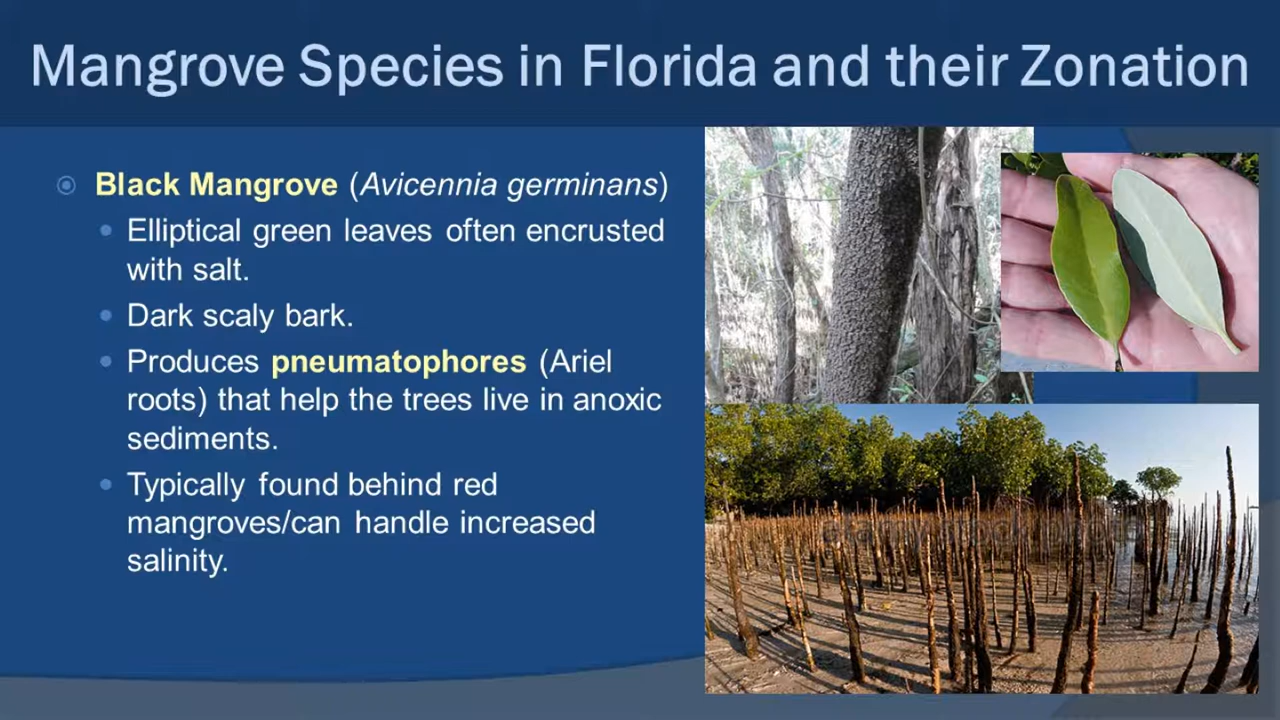 Mangrove Species in Florida and their Zonation
Black Mangrove (Avicennia germinans)
Elliptical green leaves often encrusted
with salt.
Dark scaly bark.
Produces pneumatophores (Ariel
roots) that help the trees live in anoxic
sediments.
Typically found behind red
mangroves/can handle increased
salinity.